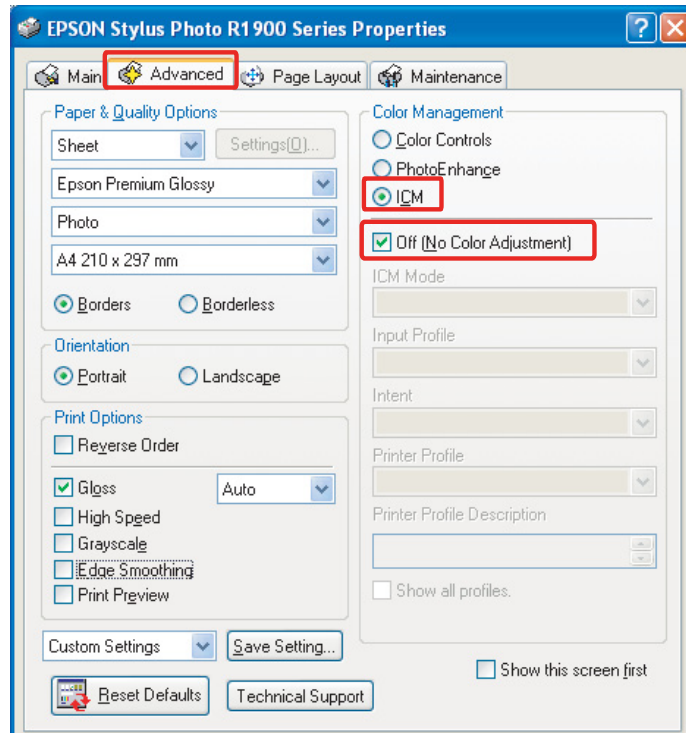 EPSON Stylus Photo R1900 Series Properties
Main
Advanced
Page Layout
Maintenance
Paper & Quality Options
Sheet
Settings(O)...
Epson Premium Glossy
Photo
A4 210 x 297 mm
Borders
Borderless
Orientation
Portrait
Landscape
Print Options
Reverse Order
Gloss
Auto
High Speed
Grayscale
Edge Smoothing
Print Preview
Custom Settings
Save Setting...
Reset Defaults
Technical Support
Color Management
Color Controls
PhotoEnhance
ICM
Off (No Color Adjustment)
ICM Mode
Input Profile
Intent
Printer Profile
Printer Profile Description
Show all profiles.
Show this screen first